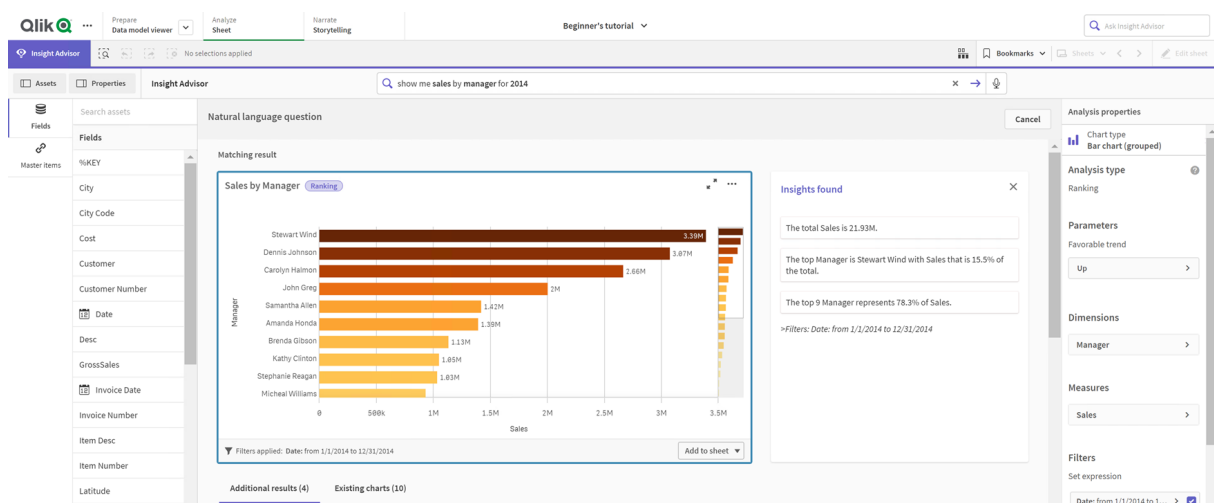 Qlik
Prepare
Data model viewer
Analyze
Sheet
Narrate
Storytelling
Beginner's tutorial
Ask Insight Advisor
Insight Advisor
No selections applied
Bookmarks
Sheets
Edit sheet
Assets
Properties
Insight Advisor
show me sales by manager for 2014
Fields
Master items
Search assets
Fields
%KEY
City
City Code
Cost
Customer
Customer Number
Date
Desc
GrossSales
Invoice Date
Invoice Number
Item Desc
Item Number
Latitude
Natural language question
Cancel
Matching result
Sales by Manager
Ranking
Manager
Stewart Wind
3.39M
Dennis Johnson
3.07M
Carolyn Halmon
2.66M
John Greg
2M
Samantha Allen
1.42M
Amanda Honda
1.39M
Brenda Gibson
1.13M
Kathy Clinton
1.05M
Stephanie Reagan
1.03M
Micheal Williams
0 500k 1M 1.5M 2M 2.5M 3M 3.5M
Sales
Filters applied: Date: from 1/1/2014 to 12/31/2014
Add to sheet
Additional results (4)
Existing charts (10)
Insights found
The total Sales is 21.93M.
The top Manager is Stewart Wind with Sales that is 15.5% of
the total.
The top 9 Manager represents 78.3% of Sales.
>Filters: Date: from 1/1/2014 to 12/31/2014
Analysis properties
Chart type
Bar chart (grouped)
Analysis type
Ranking
Parameters
Favorable trend
Up
Dimensions
Manager
Measures
Sales
Filters
Set expression
Date: from 1/1/2014 to 1...